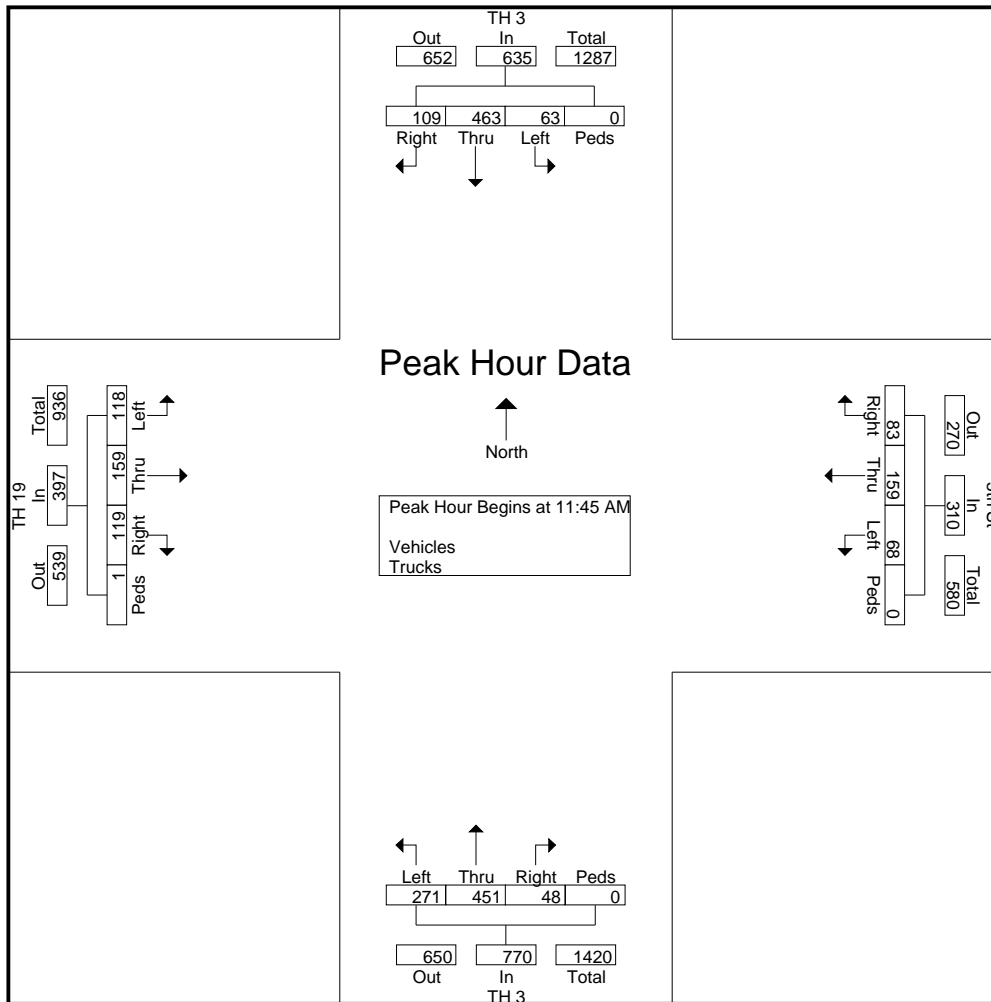 TH 3
Out In Total
652 635 1287
109 463 63 0
Right Thru Left Peds
Peak Hour Data
North
Peak Hour Begins at 11:45 AM
Vehicles
Trucks
TH 19
Total In Out
936 397 539
118 159 119 1
Left Thru Right Peds
Right Thru Left Peds
83 159 68 0
Out In Total
270 310 580
Left Thru Right Peds
271 451 48 0
650 770 1420
Out In Total
TH 3